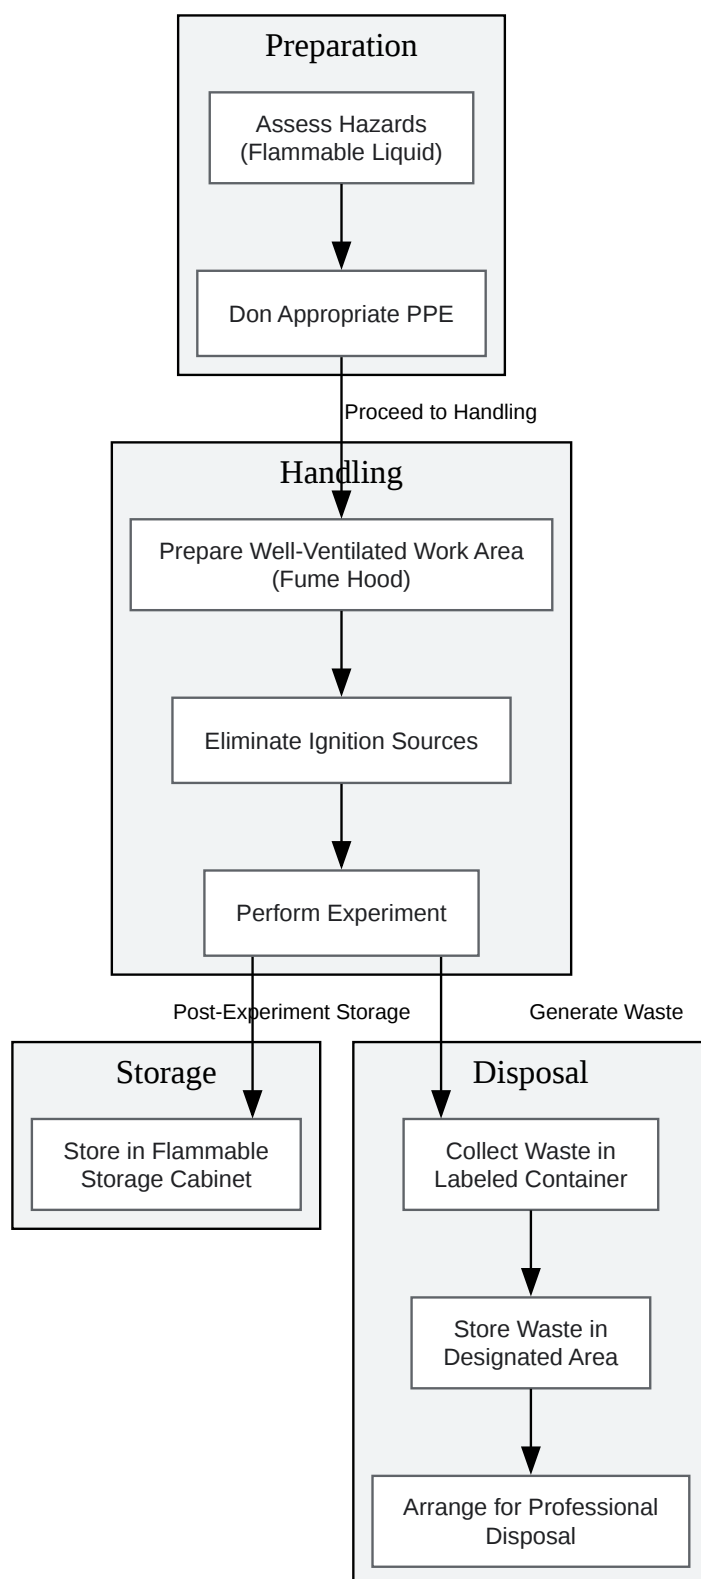 Preparation
Assess Hazards
(Flammable Liquid)
Don Appropriate PPE
Proceed to Handling
Handling
Prepare Well-Ventilated Work Area
(Fume Hood)
Eliminate Ignition Sources
Perform Experiment
Post-Experiment Storage
Generate Waste
Storage
Store in Flammable
Storage Cabinet
Disposal
Collect Waste in
Labeled Container
Store Waste in
Designated Area
Arrange for Professional
Disposal